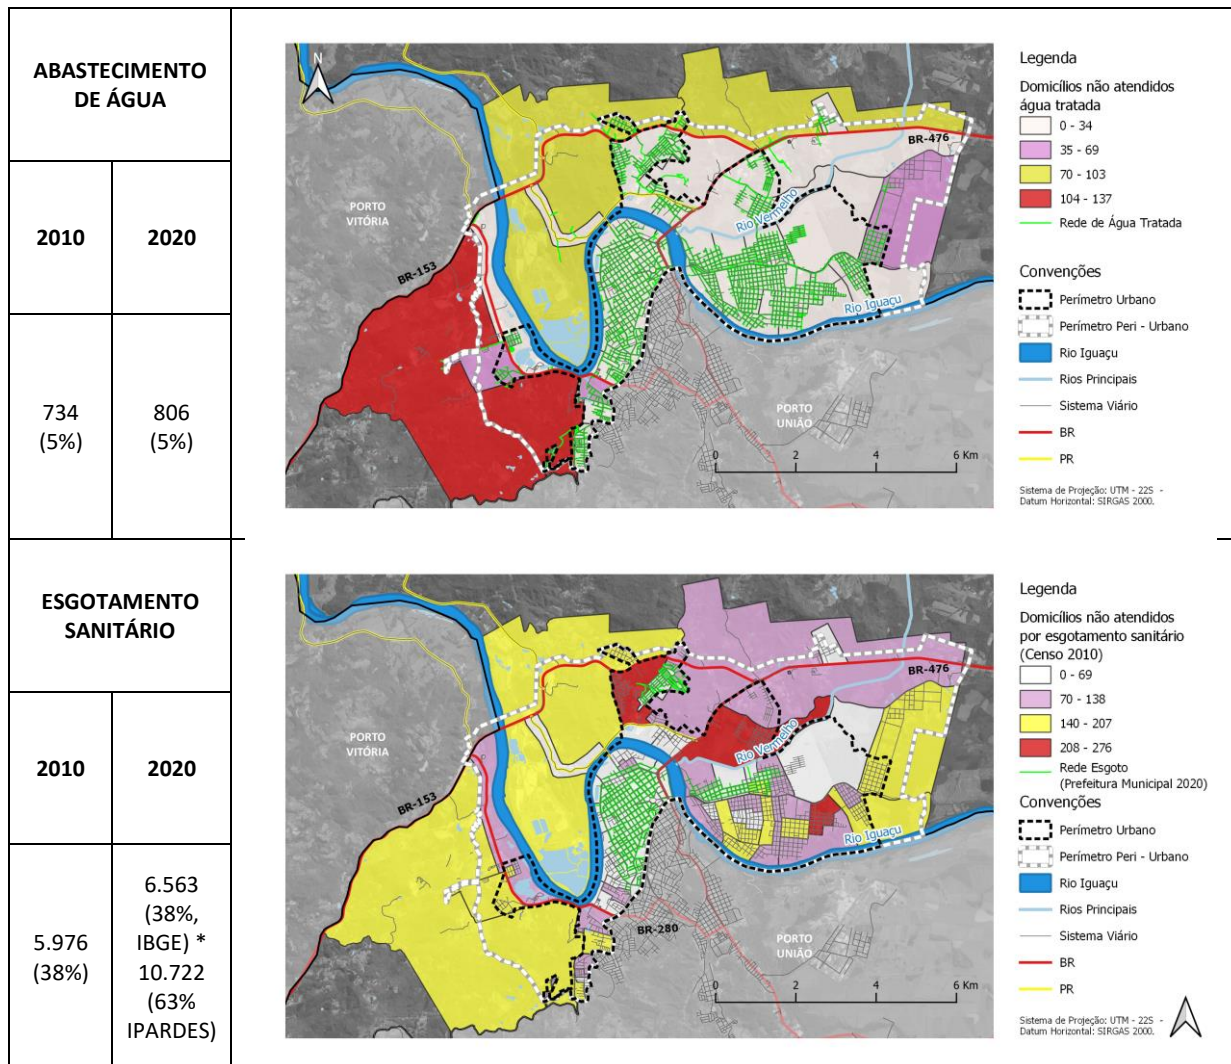 ABASTECIMENTO
DE ÁGUA
2010
2020
734
(5%)
806
(5%)
N
PORTO
VITÓRIA
BR-153
BR-476
Rio Vermelho
Rio Iguaçu
PORTO
UNIÃO
0
2
4
6 Km
Legenda
Domicílios não atendidos
água tratada
0 - 34
35 - 69
70 - 103
104 - 137
Rede de Água Tratada
Convenções
Perímetro Urbano
Perímetro Peri - Urbano
Rio Iguaçu
Rios Principais
Sistema Viário
BR
PR
Sistema de Projeção: UTM - 22S -
Datum Horizontal: SIRGAS 2000.
ESGOTAMENTO
SANITÁRIO
2010
2020
5.976
(38%)
6.563
(38%,
IBGE) *
10.722
(63%
IPARDES)
PORTO
VITÓRIA
BR-153
BR-476
Rio Vermelho
Rio Iguaçu
BR-280
PORTO
UNIÃO
0
2
4
6 Km
Legenda
Domicílios não atendidos
por esgotamento sanitário
(Censo 2010)
0 - 69
70 - 138
140 - 207
208 - 276
Rede Esgoto
(Prefeitura Municipal 2020)
Convenções
Perímetro Urbano
Perímetro Peri - Urbano
Rio Iguaçu
Rios Principais
Sistema Viário
BR
PR
Sistema de Projeção: UTM - 22S -
Datum Horizontal: SIRGAS 2000.